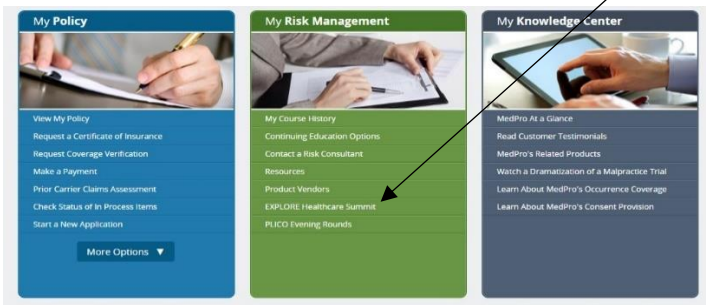 My Policy
View My Policy
Request a Certificate of Insurance
Request Coverage Verification
Make a Payment
Prior Carrier Claims Assessment
Check Status of In Process Items
Start a New Application
More Options ▼
My Risk Management
My Course History
Continuing Education Options
Contact a Risk Consultant
Resources
Product Vendors
EXPLORE Healthcare Summit
PLICO Evening Rounds
My Knowledge Center
MedPro At a Glance
Read Customer Testimonials
MedPro's Related Products
Watch a Dramatization of a Malpractice Trial
Learn About MedPro's Occurrence Coverage
Learn About MedPro's Consent Provision